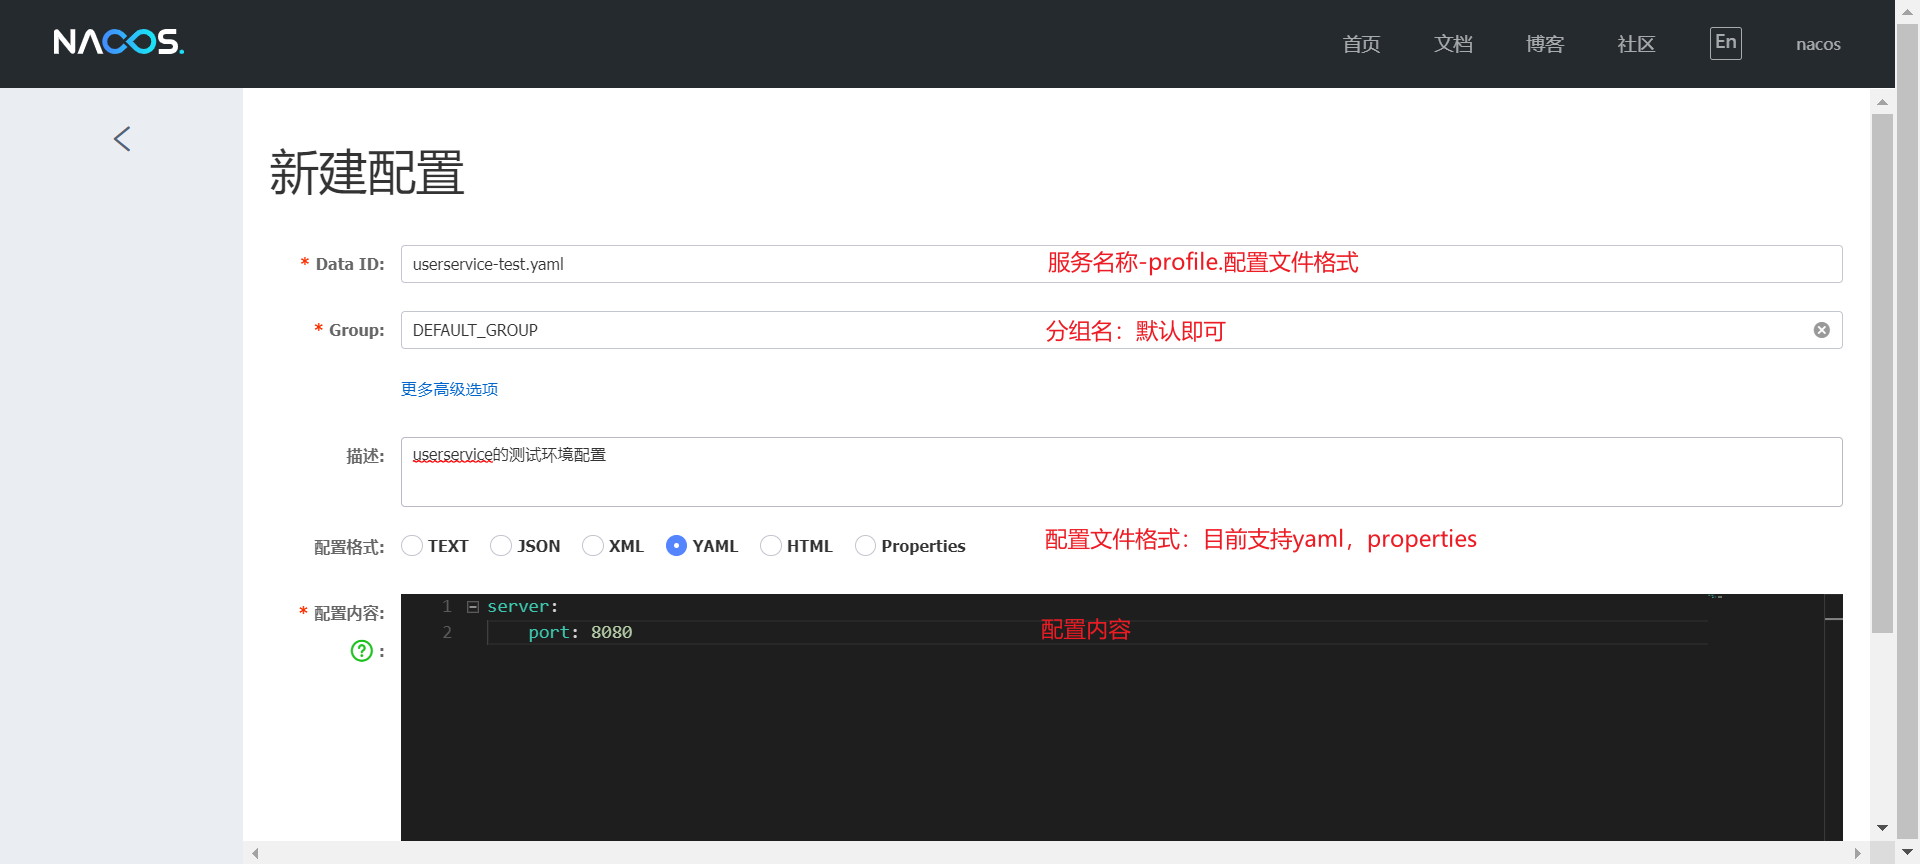 NACOS.
首页 文档 博客 社区 En nacos
新建配置
* Data ID: userservice-test.yaml 服务名称-profile.配置文件格式
* Group: DEFAULT_GROUP 分组名：默认即可
更多高级选项
描述: userservice的测试环境配置
配置格式: TEXT JSON XML YAML HTML Properties 配置文件格式：目前支持yaml，properties
* 配置内容: 1 server:
2 port: 8080 配置内容
? :